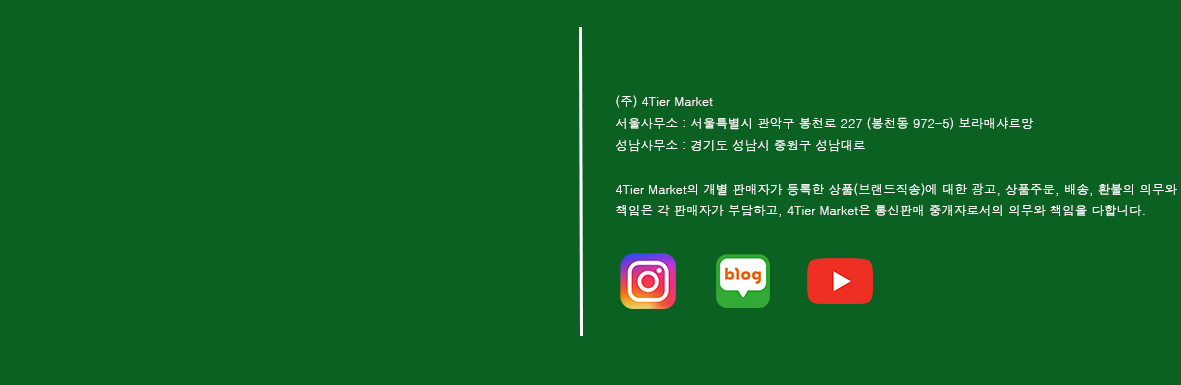 (주) 4Tier Market
서울사무소 : 서울특별시 관악구 봉천로 227 (봉천동 972-5) 보라매샤르망
성남사무소 : 경기도 성남시 중원구 성남대로
4Tier Market의 개별 판매자가 등록한 상품(브랜드직송)에 대한 광고, 상품주문, 배송, 환불의 의무와
책임은 각 판매자가 부담하고, 4Tier Market은 통신판매 중개자로서의 의무와 책임을 다합니다.
blog